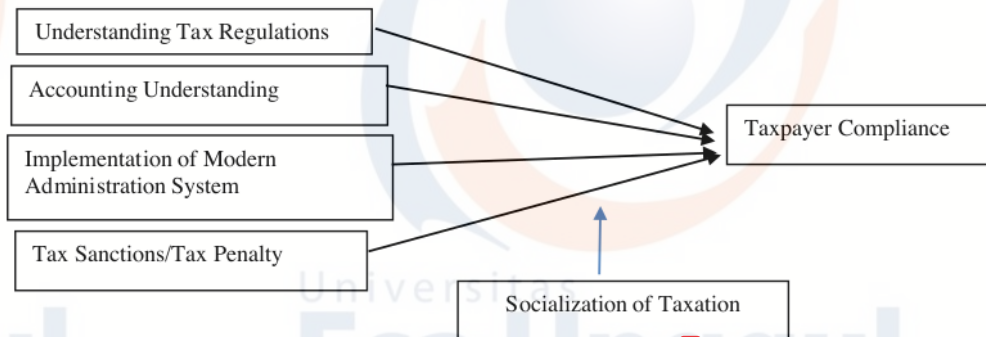 Understanding Tax Regulations
Accounting Understanding
Implementation of Modern
Administration System
Tax Sanctions/Tax Penalty
Taxpayer Compliance
Universitas
Socialization of Taxation